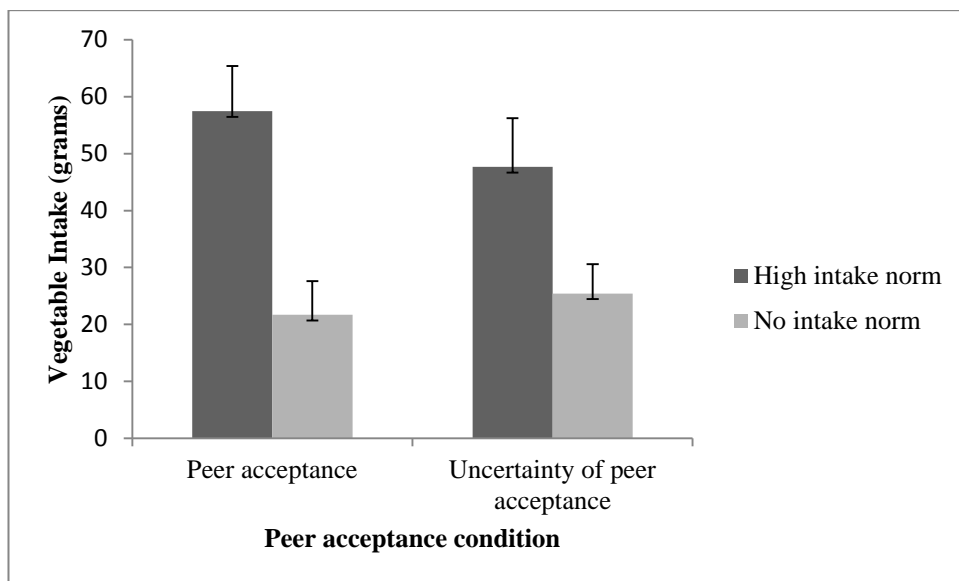 70
60
50
40
30
20
10
0
Vegetable Intake (grams)
High intake norm
No intake norm
Peer acceptance
Uncertainty of peer
acceptance
Peer acceptance condition